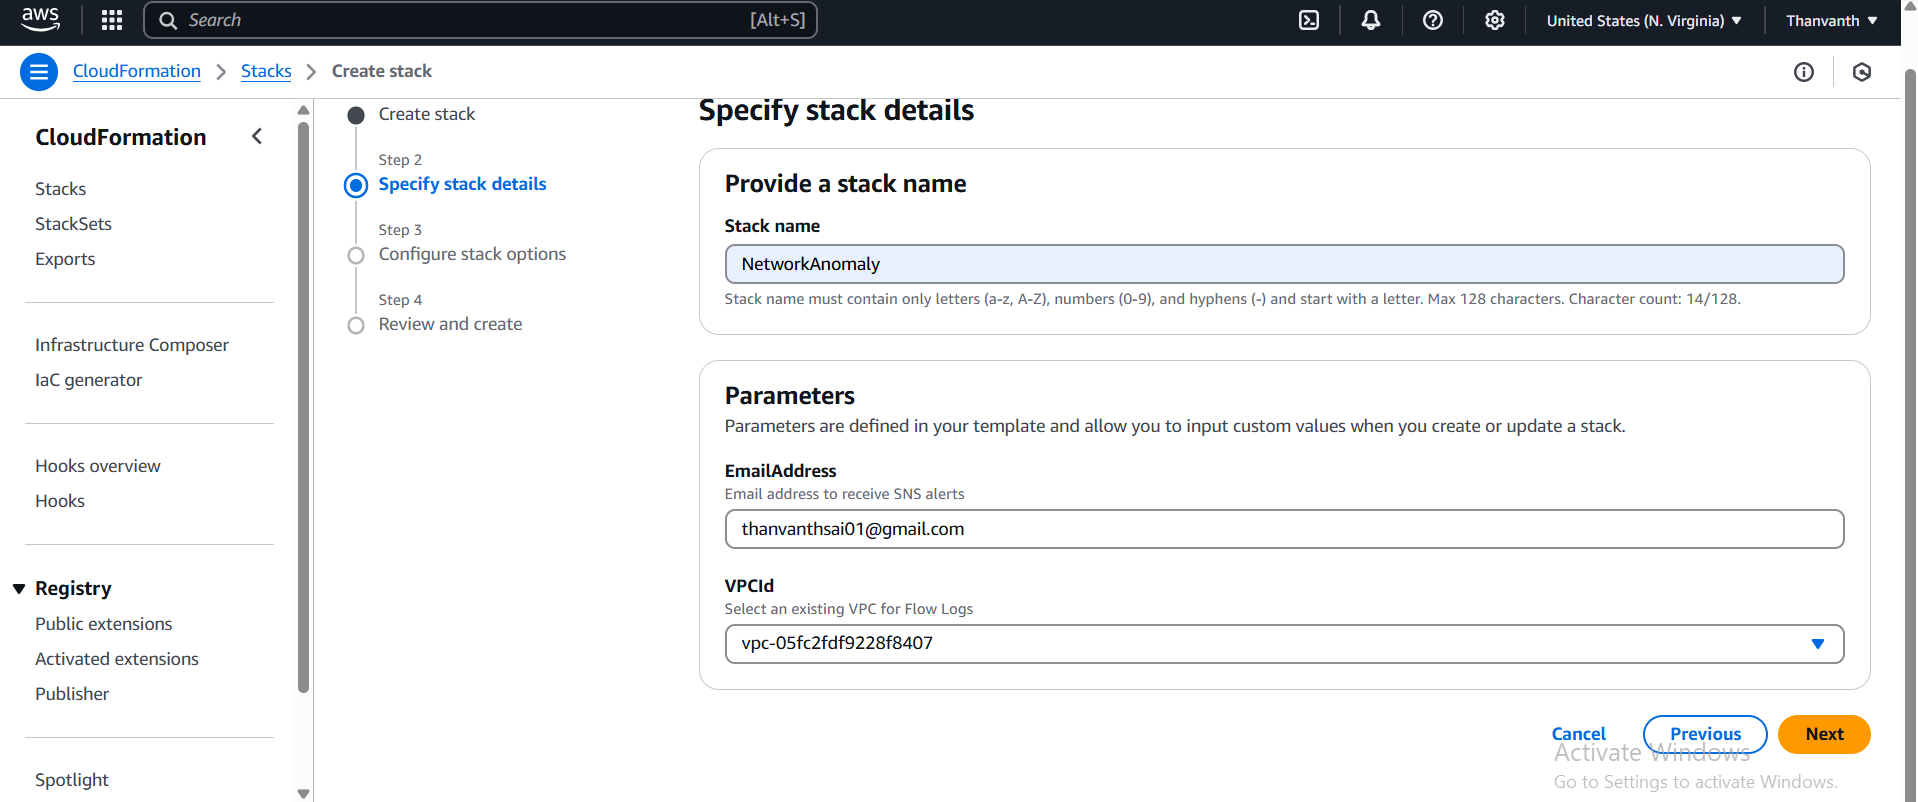 aws
Search
[Alt+S]
United States (N. Virginia)
Thanvanth
CloudFormation
Stacks
Create stack
CloudFormation
Stacks
StackSets
Exports
Infrastructure Composer
IaC generator
Hooks overview
Hooks
Registry
Public extensions
Activated extensions
Publisher
Spotlight
Create stack
Step 2
Specify stack details
Step 3
Configure stack options
Step 4
Review and create
Specify stack details
Provide a stack name
Stack name
NetworkAnomaly
Stack name must contain only letters (a-z, A-Z), numbers (0-9), and hyphens (-) and start with a letter. Max 128 characters. Character count: 14/128.
Parameters
Parameters are defined in your template and allow you to input custom values when you create or update a stack.
EmailAddress
Email address to receive SNS alerts
thanvanthsai01@gmail.com
VPCId
Select an existing VPC for Flow Logs
vpc-05fc2fdf9228f8407
Cancel
Previous
Next
Activate Windows
Go to Settings to activate Windows.